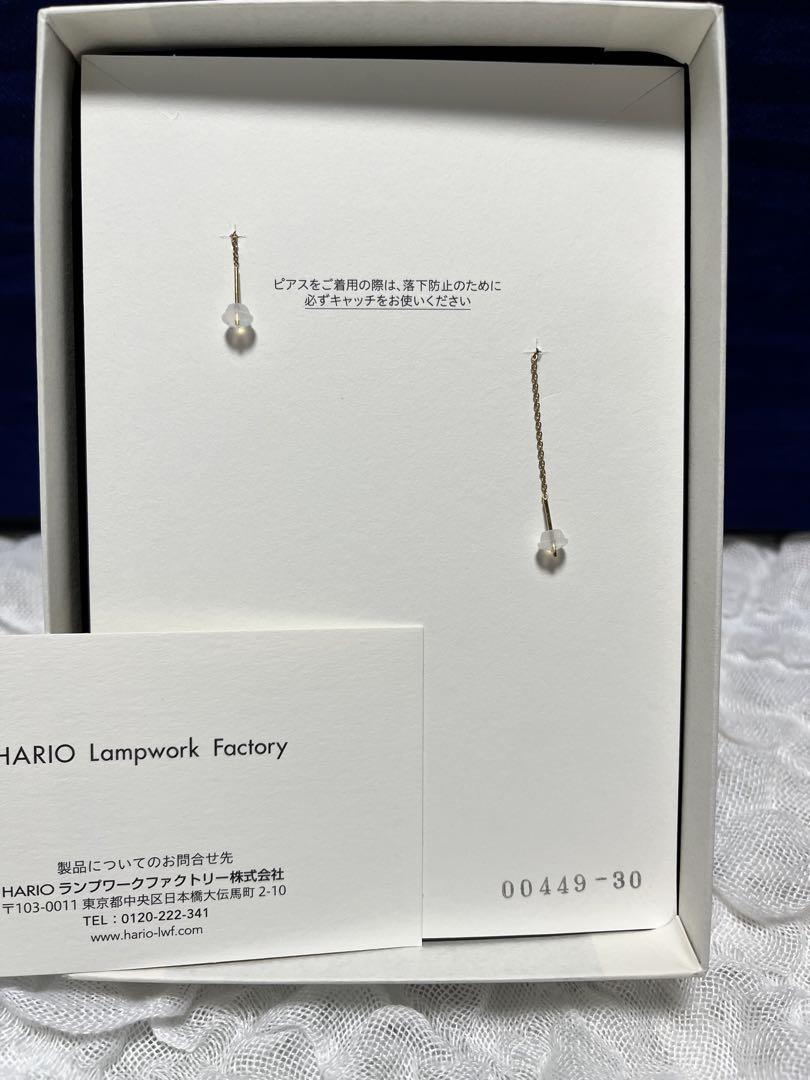 ピアスをご着用の際は、落下防止のために
必ずキャッチをお使いください
HARIO Lampwork Factory
製品についてのお問合せ先
HARIO ランプワークファクトリー株式会社
〒103-0011 東京都中央区日本橋大伝馬町 2-10
TEL：0120-222-341
www.hario-lwf.com
00449-30